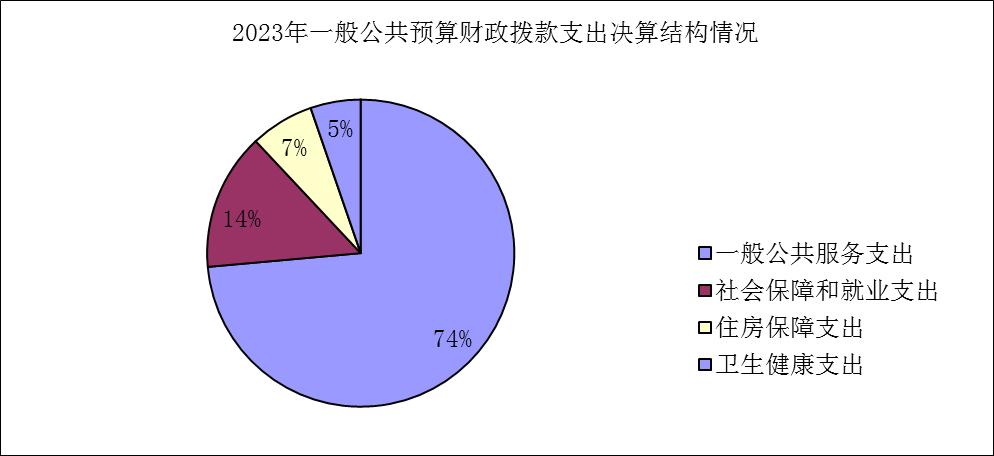 2023年一般公共预算财政拨款支出决算结构情况
5%
7%
14%
74%
一般公共服务支出
社会保障和就业支出
住房保障支出
卫生健康支出